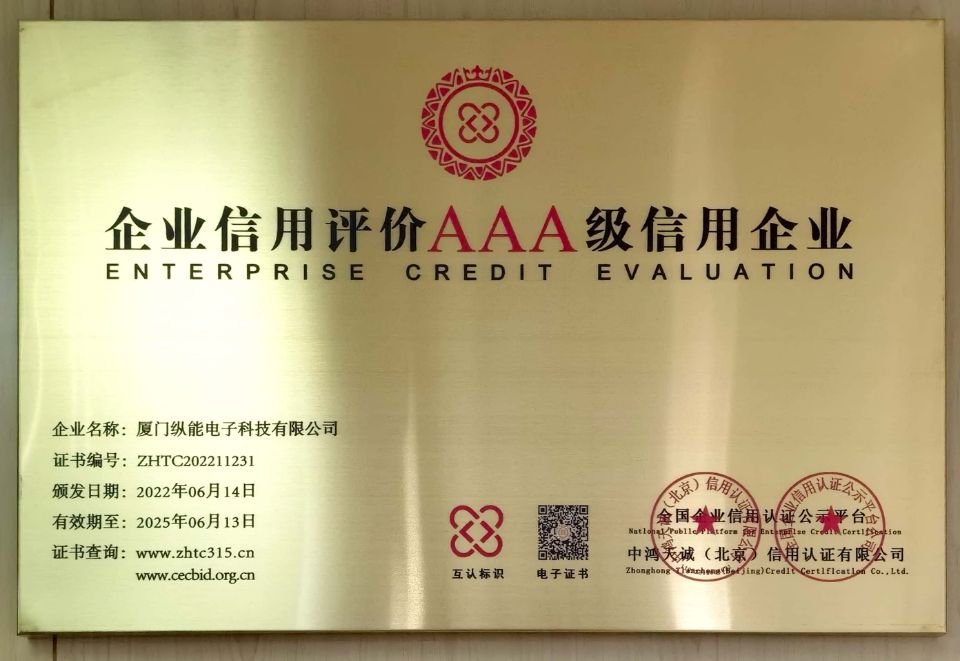 企业信用评价AAA级信用企业
ENTERPRISE CREDIT EVALUATION
企业名称：厦门纵能电子科技有限公司
证书编号：ZHTC202211231
颁发日期：2022年06月14日
有效期至：2025年06月13日
证书查询：www.zhtc315.cn
www.cecbid.org.cn
互认标识
电子证书
全国企业信用认证公示平台
National Public Platform for Enterprise Credit Certification
中鸿天诚（北京）信用认证有限公司
Zhonghong Tiancheng(Beijing)Credit Certification Co.,Ltd.